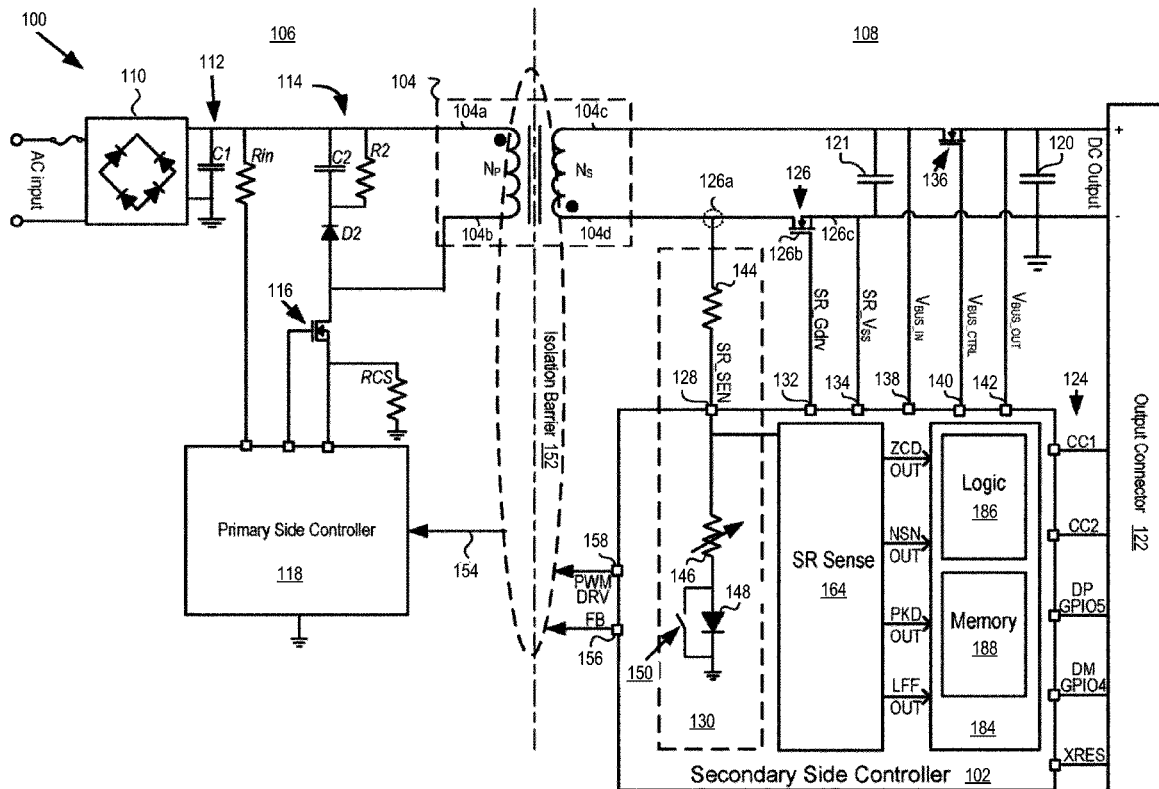 100
106
108
110
112
114
104
104a
104c
AC input
C1
Rin
C2
R2
D2
NP
NS
104b
104d
126a
126
126b
126c
121
136
120
+
DC Output
-
116
RCS
144
SR_SEN
SR_Gdrv
SR_Vss
VBUS_IN
VBUS_CTRL
VBUS_OUT
128
132
134
138
140
142
124
Isolation Barrier 152
Primary Side Controller
118
154
158
PWM
DRV
FB
156
146
148
150
130
SR Sense
164
ZCD
OUT
NSN
OUT
PKD
OUT
LFF
OUT
Logic
186
Memory
188
184
CC1
CC2
DP
GPIO5
DM
GPIO4
XRES
Output Connector 122
Secondary Side Controller 102